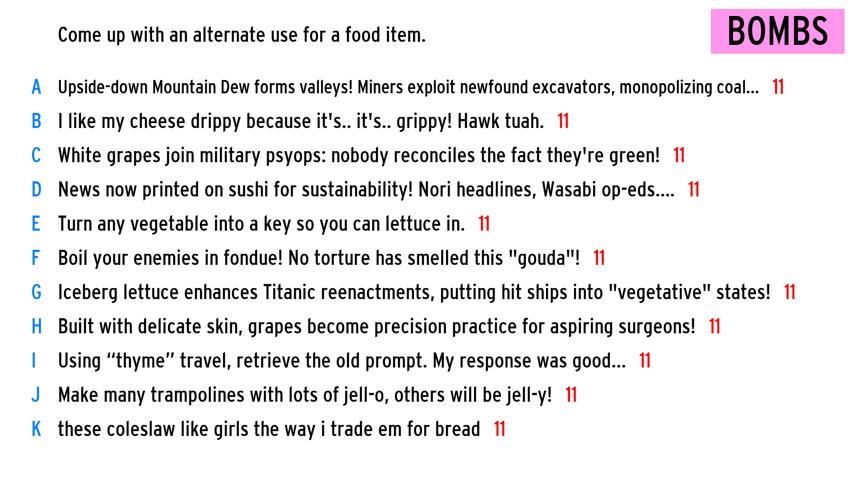 Come up with an alternate use for a food item.
BOMBS
A Upside-down Mountain Dew forms valleys! Miners exploit newfound excavators, monopolizing coal... 11
B I like my cheese drippy because it's.. it's.. grippy! Hawk tuah. 11
C White grapes join military psyops: nobody reconciles the fact they're green! 11
D News now printed on sushi for sustainability! Nori headlines, Wasabi op-eds.... 11
E Turn any vegetable into a key so you can lettuce in. 11
F Boil your enemies in fondue! No torture has smelled this "gouda"! 11
G Iceberg lettuce enhances Titanic reenactments, putting hit ships into "vegetative" states! 11
H Built with delicate skin, grapes become precision practice for aspiring surgeons! 11
I Using “thyme” travel, retrieve the old prompt. My response was good... 11
J Make many trampolines with lots of jell-o, others will be jell-y! 11
K these coleslaw like girls the way i trade em for bread 11